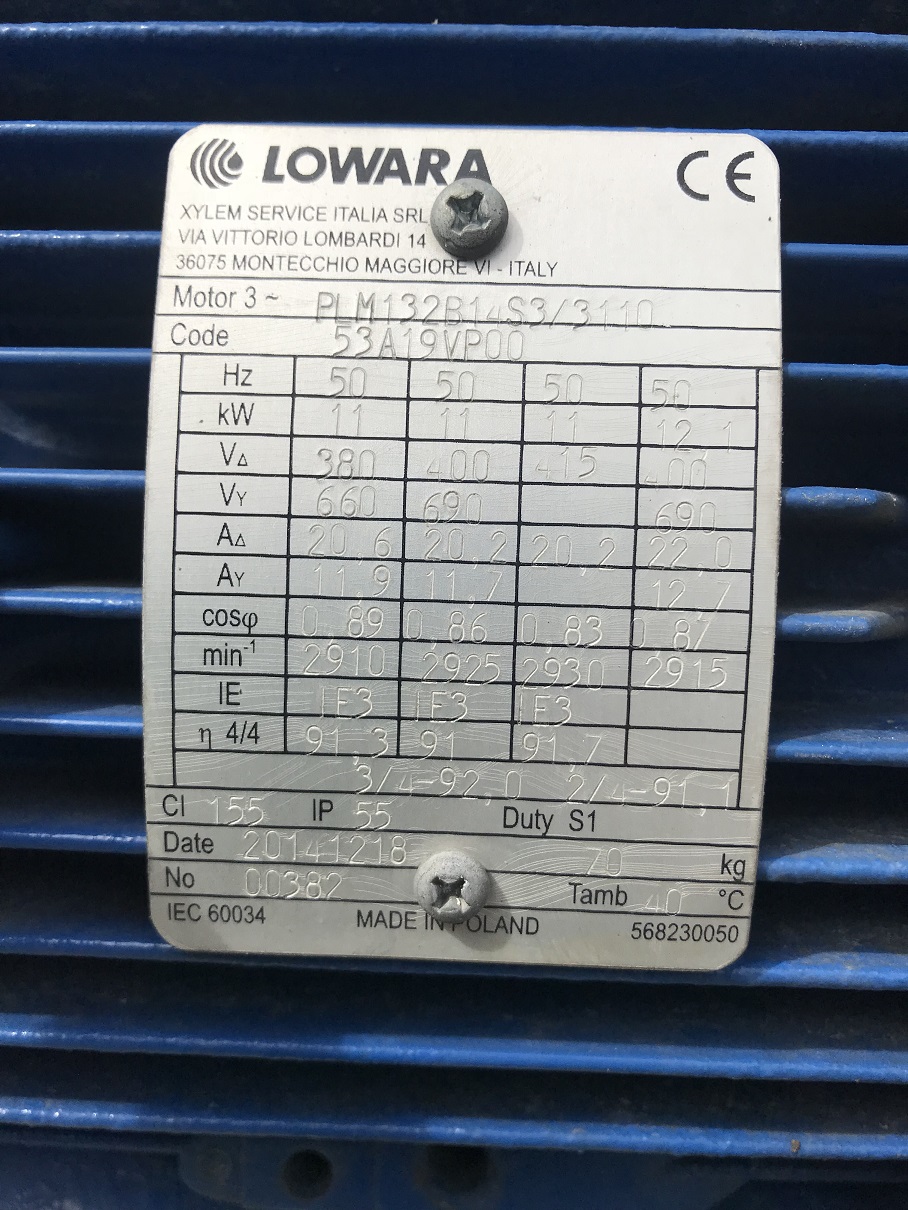 LOWARA CE
XYLEM SERVICE ITALIA SRL
VIA VITTORIO LOMBARDI 14
36075 MONTECCHIO MAGGIORE VI - ITALY
Motor 3 ~ PLM132B14S3/3110
Code 53A19VP00
Hz 50 50 50 50
kW 11 11 11 12,1
V△ 380 400 415 400
VY 660 690 690
A△ 20,6 20,2 20,2 22,0
AY 11,9 11,7 12,7
cosφ 0,89 0,86 0,83 0,87
min-1 2910 2925 2930 2915
IE IE3 IE3 IE3
η 4/4 91,3 91 91,7
3/4-92,0 2/4-91,1
Cl 155 IP 55 Duty S1
Date 20141218 70 kg
No 00382 Tamb 40 °C
IEC 60034 MADE IN POLAND 568230050